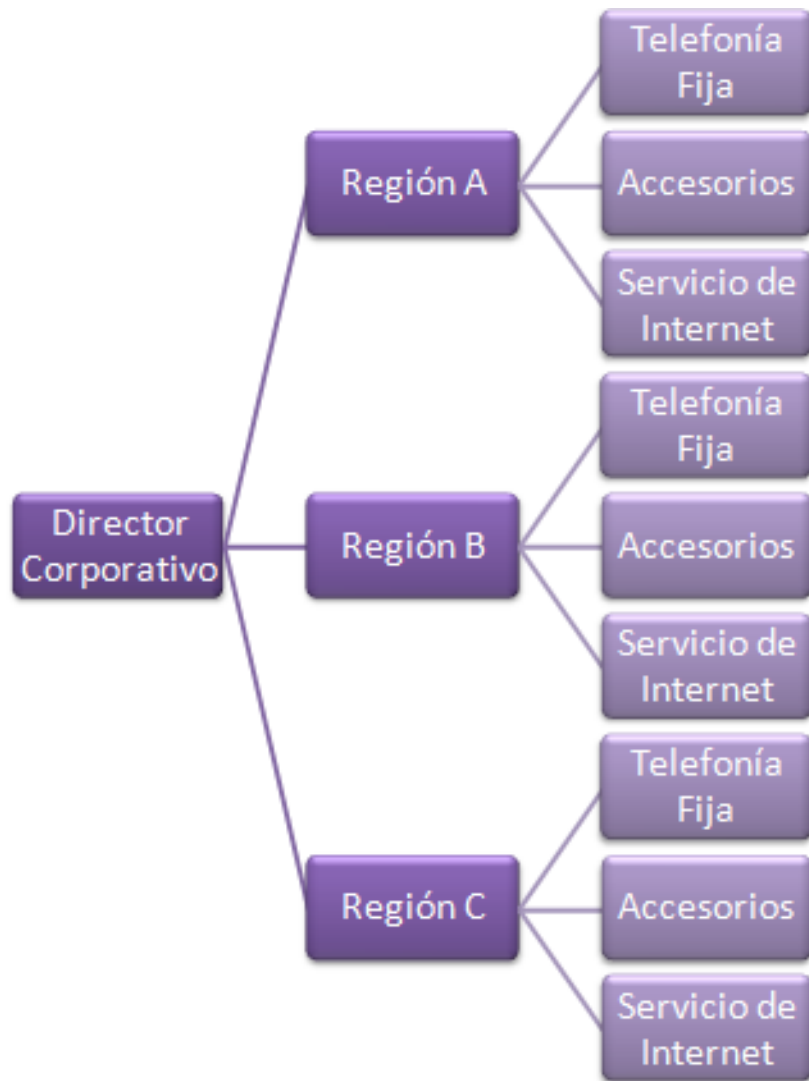 Director
Corporativo
Región A
Telefonía
Fija
Accesorios
Servicio de
Internet
Región B
Telefonía
Fija
Accesorios
Servicio de
Internet
Región C
Telefonía
Fija
Accesorios
Servicio de
Internet